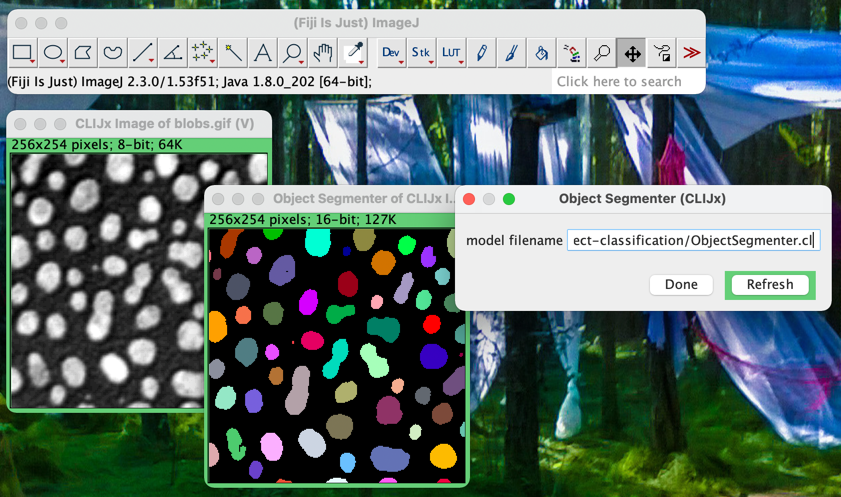 (Fiji Is Just) ImageJ
Dev Stk LUT
(Fiji Is Just) ImageJ 2.3.0/1.53f51; Java 1.8.0_202 [64-bit];
Click here to search
CLIJx Image of blobs.gif (V)
256x254 pixels; 8-bit; 64K
Object Segmenter of CLIJx I...
256x254 pixels; 16-bit; 127K
Object Segmenter (CLIJx)
model filename ect-classification/ObjectSegmenter.cl
Done Refresh